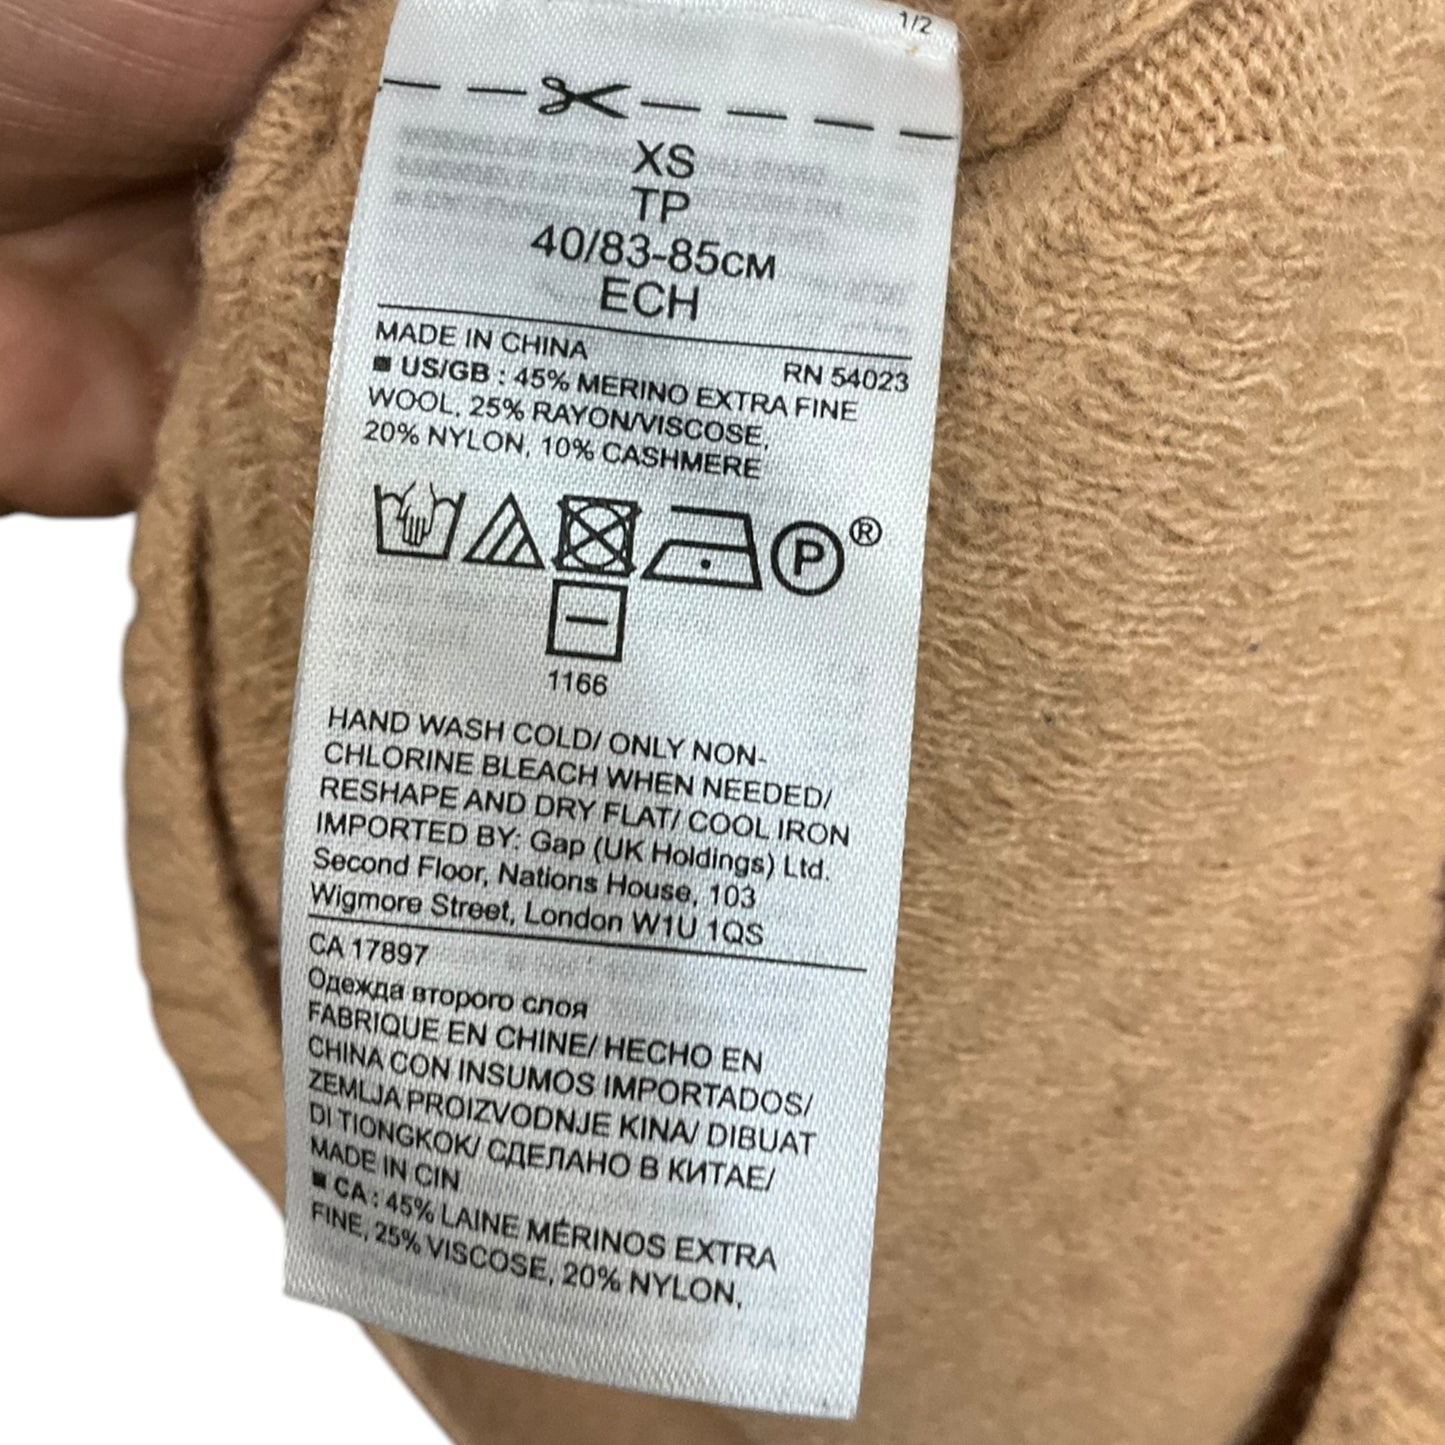 1/2
XS
TP
40/83-85см
ECH
MADE IN CHINA
RN 54023
US/GB : 45% MERINO EXTRA FINE
WOOL, 25% RAYON/VISCOSE,
20% NYLON, 10% CASHMERE
P ®
1166
HAND WASH COLD/ ONLY NON-
CHLORINE BLEACH WHEN NEEDED/
RESHAPE AND DRY FLAT/ COOL IRON
IMPORTED BY: Gap (UK Holdings) Ltd.
Second Floor, Nations House, 103
Wigmore Street, London W1U 1QS
CA 17897
Одежда второго слоя
FABRIQUE EN CHINE/ HECHO EN
CHINA CON INSUMOS IMPORTADOS/
ZEMLJA PROIZVODNJE KINA/ DIBUAT
DI TIONGKOK/ СДЕЛАНО В КИТАЕ/
MADE IN CIN
CA : 45% LAINE MÉRINOS EXTRA
FINE, 25% VISCOSE, 20% NYLON,